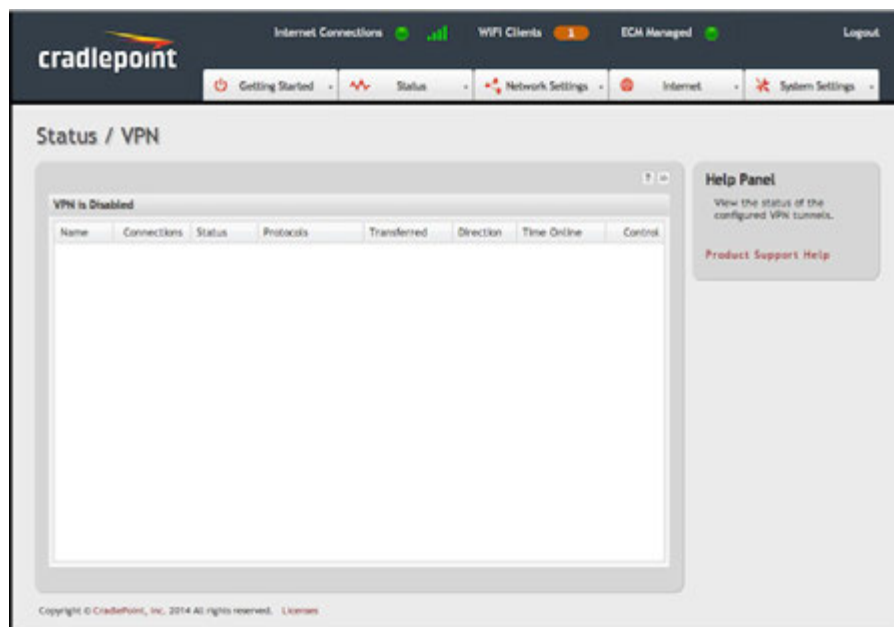 cradlepoint
Internet Connections WiFi Clients 1 ECM Managed Logout
Getting Started Status Network Settings Internet System Settings
Status / VPN
VPN is Disabled
Name Connections Status Protocols Transferred Direction Time Online Control
Help Panel
View the status of the
configured VPN tunnels.
Product Support Help
Copyright © CradlePoint, Inc. 2014 All rights reserved. Licenses